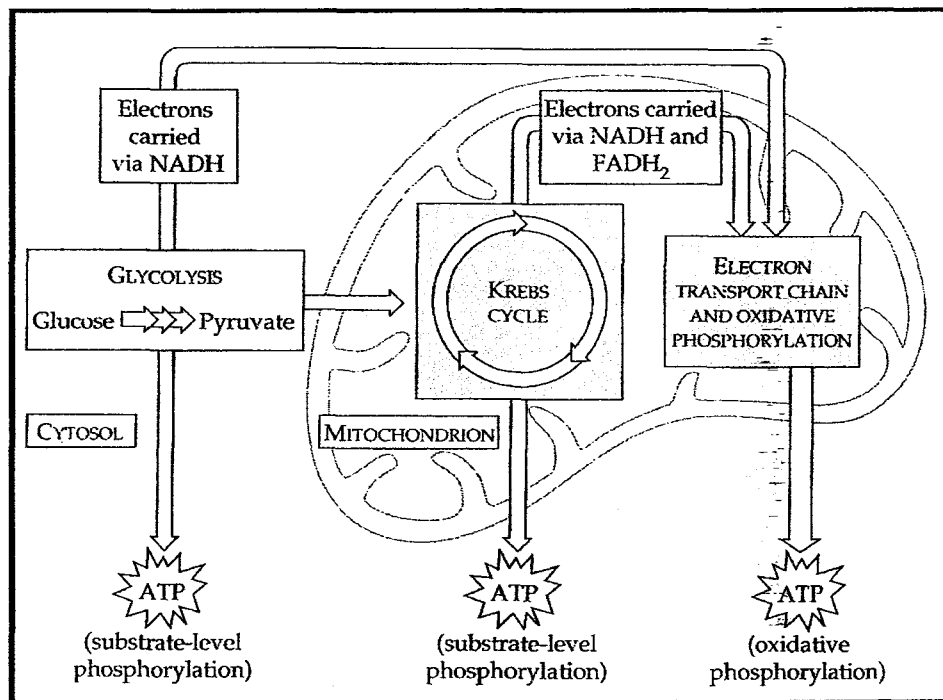 Electrons
carried
via NADH
Electrons carried
via NADH and
FADH₂
GLYCOLYSIS
Glucose Pyruvate
KREBS
CYCLE
ELECTRON
TRANSPORT CHAIN
AND OXIDATIVE
PHOSPHORYLATION
CYTOSOL
MITOCHONDRION
ATP
(substrate-level
phosphorylation)
ATP
(substrate-level
phosphorylation)
ATP
(oxidative
phosphorylation)